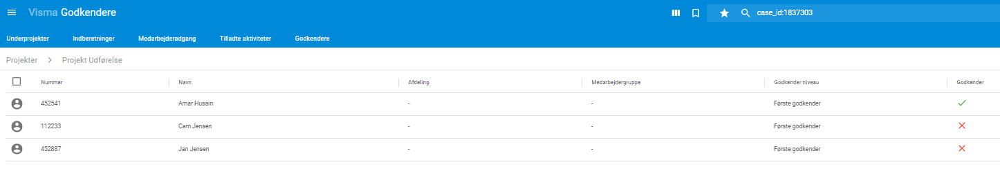 Visma Godkendere
case_id:1837303
Underprojekter Indberetninger Medarbejderadgang Tilladte aktiviteter Godkendere
Projekter Projekt Udførelse
Nummer Navn Afdeling Medarbejdergruppe Godkender niveau Godkender
452541 Amar Husain - - Første godkender
112233 Cam Jensen - - Første godkender
452887 Jan Jensen - - Første godkender